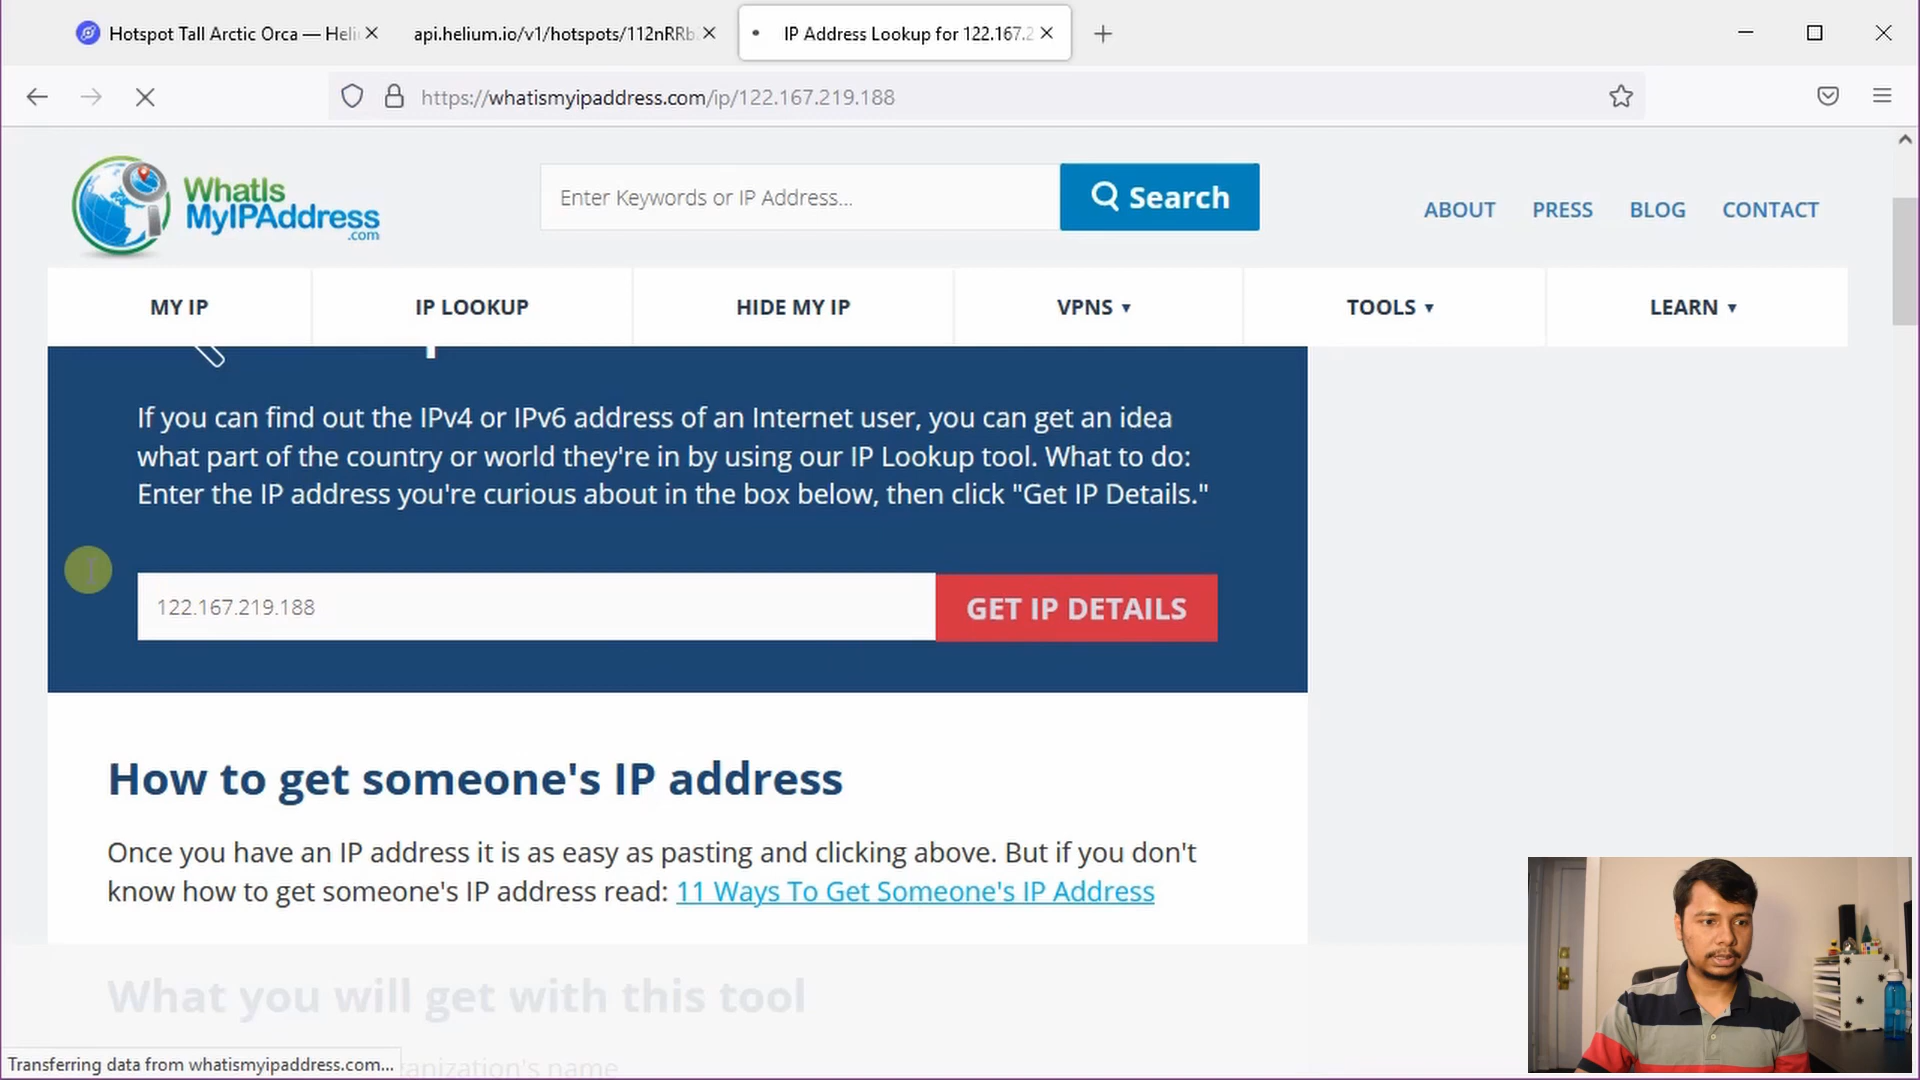 Hotspot Tall Arctic Orca — Heli
api.helium.io/v1/hotspots/112nRRb
IP Address Lookup for 122.167.2
https://whatismyipaddress.com/ip/122.167.219.188
WhatIs
MyIPAddress
.com
Enter Keywords or IP Address...
Search
ABOUT
PRESS
BLOG
CONTACT
MY IP
IP LOOKUP
HIDE MY IP
VPNS
TOOLS
LEARN
If you can find out the IPv4 or IPv6 address of an Internet user, you can get an idea
what part of the country or world they're in by using our IP Lookup tool. What to do:
Enter the IP address you're curious about in the box below, then click "Get IP Details."
122.167.219.188
GET IP DETAILS
How to get someone's IP address
Once you have an IP address it is as easy as pasting and clicking above. But if you don't
know how to get someone's IP address read: 11 Ways To Get Someone's IP Address
What you will get with this tool
Transferring data from whatismyipaddress.com...
anization's name